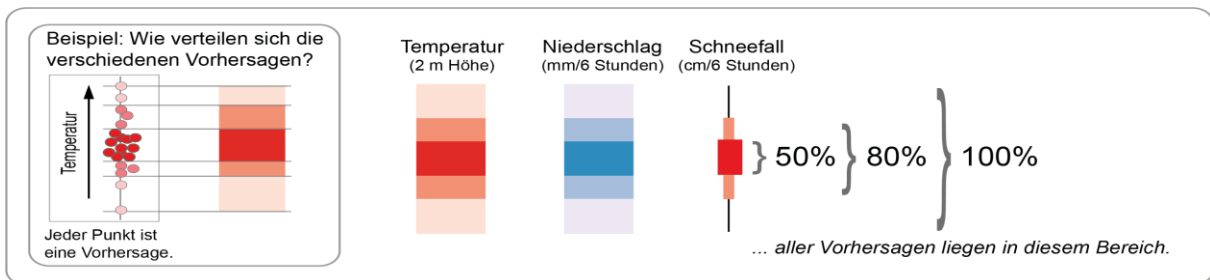 Beispiel: Wie verteilen sich die
verschiedenen Vorhersagen?
Temperatur
Jeder Punkt ist
eine Vorhersage.
Temperatur
(2 m Höhe)
Niederschlag
(mm/6 Stunden)
Schneefall
(cm/6 Stunden)
50%
80%
100%
... aller Vorhersagen liegen in diesem Bereich.